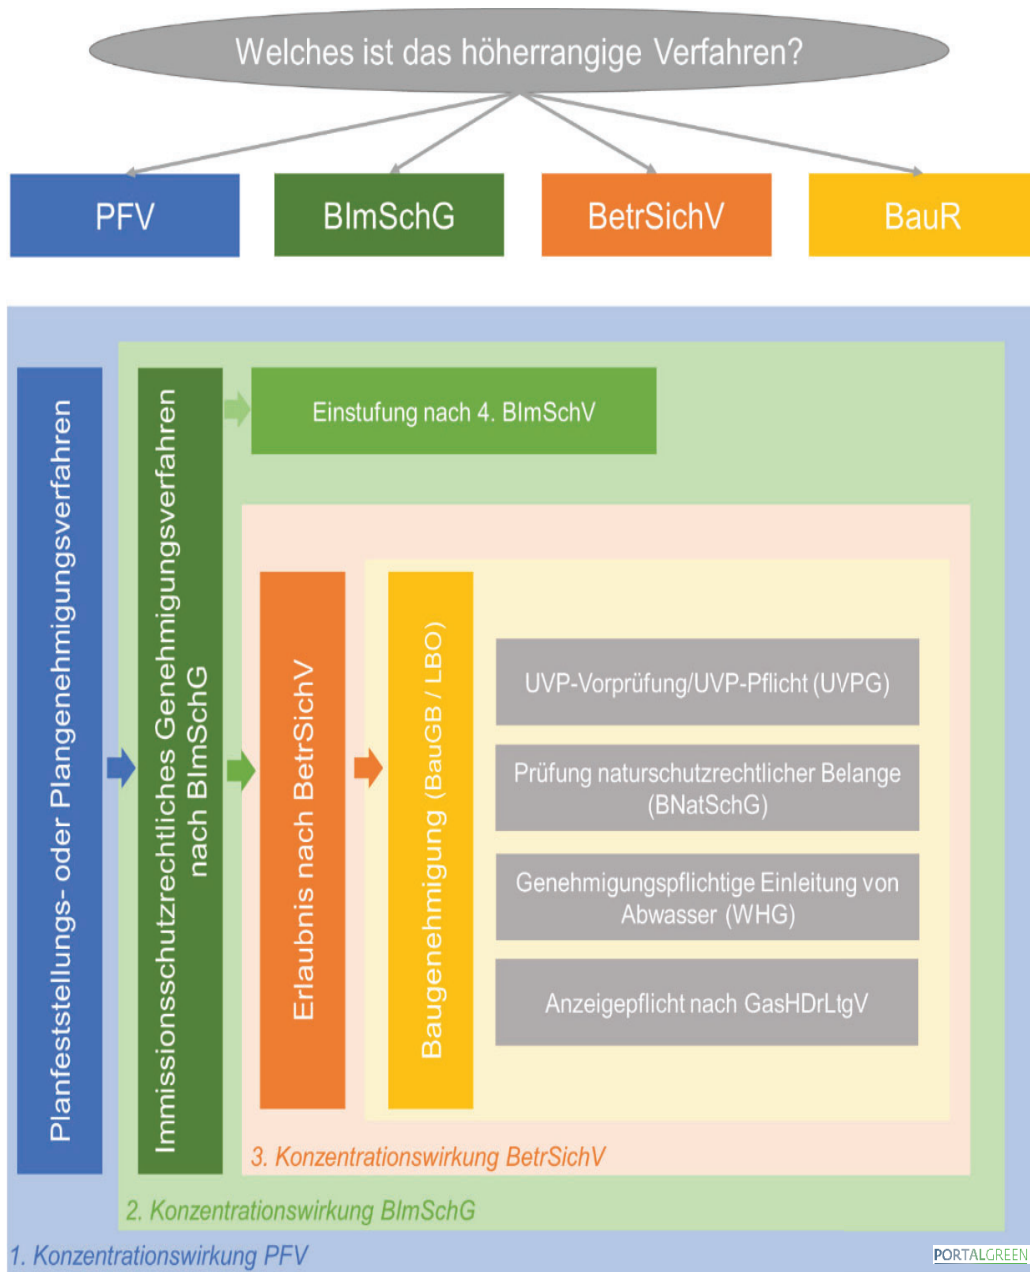 Welches ist das höherrangige Verfahren?
PFV
BImSchG
BetrSichV
BauR
Planfeststellungs- oder Plangenehmigungsverfahren
Immissionsschutzrechtliches Genehmigungsverfahren
nach BImSchG
Einstufung nach 4. BImSchV
Erlaubnis nach BetrSichV
Baugenehmigung (BauGB / LBO)
UVP-Vorprüfung/UVP-Pflicht (UVPG)
Prüfung naturschutzrechtlicher Belange
(BNatSchG)
Genehmigungspflichtige Einleitung von
Abwasser (WHG)
Anzeigepflicht nach GasHDrLtgV
3. Konzentrationswirkung BetrSichV
2. Konzentrationswirkung BImSchG
1. Konzentrationswirkung PFV
PORTALGREEN